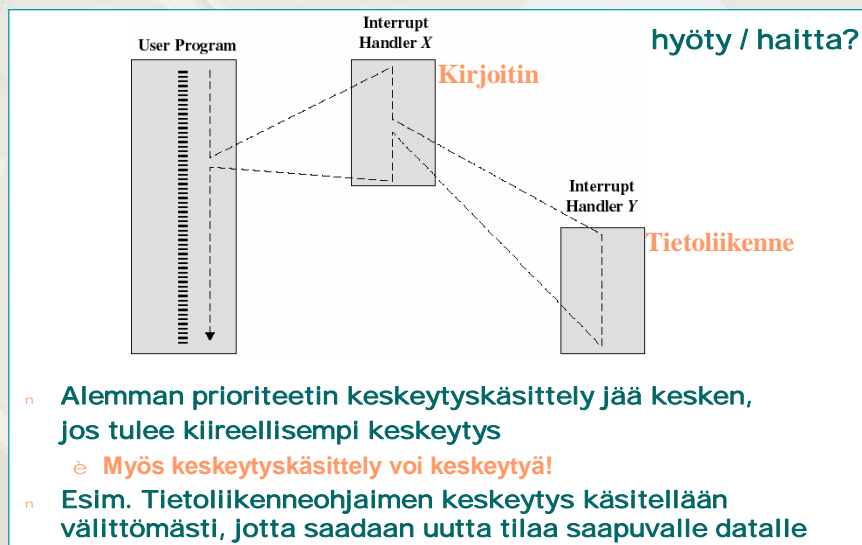 hyöty / haitta?
User Program
Interrupt
Handler X
Kirjoitin
Interrupt
Handler Y
Tietoliikenne
n Alemman prioriteetin keskeytyskäsittely jää kesken,
jos tulee kiireellisempi keskeytys
è Myös keskeytyskäsittely voi keskeytyä!
n Esim. Tietoliikenneohjaimen keskeytys käsitellään
välittömästi, jotta saadaan uutta tilaa saapuvalle datalle